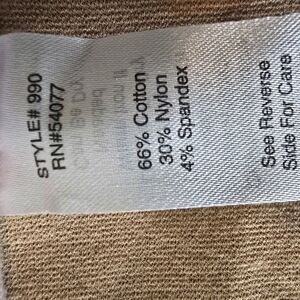 STYLE# 990
RN#54077
66% Cotton
30% Nylon
4% Spandex
See Reverse
Side For Care